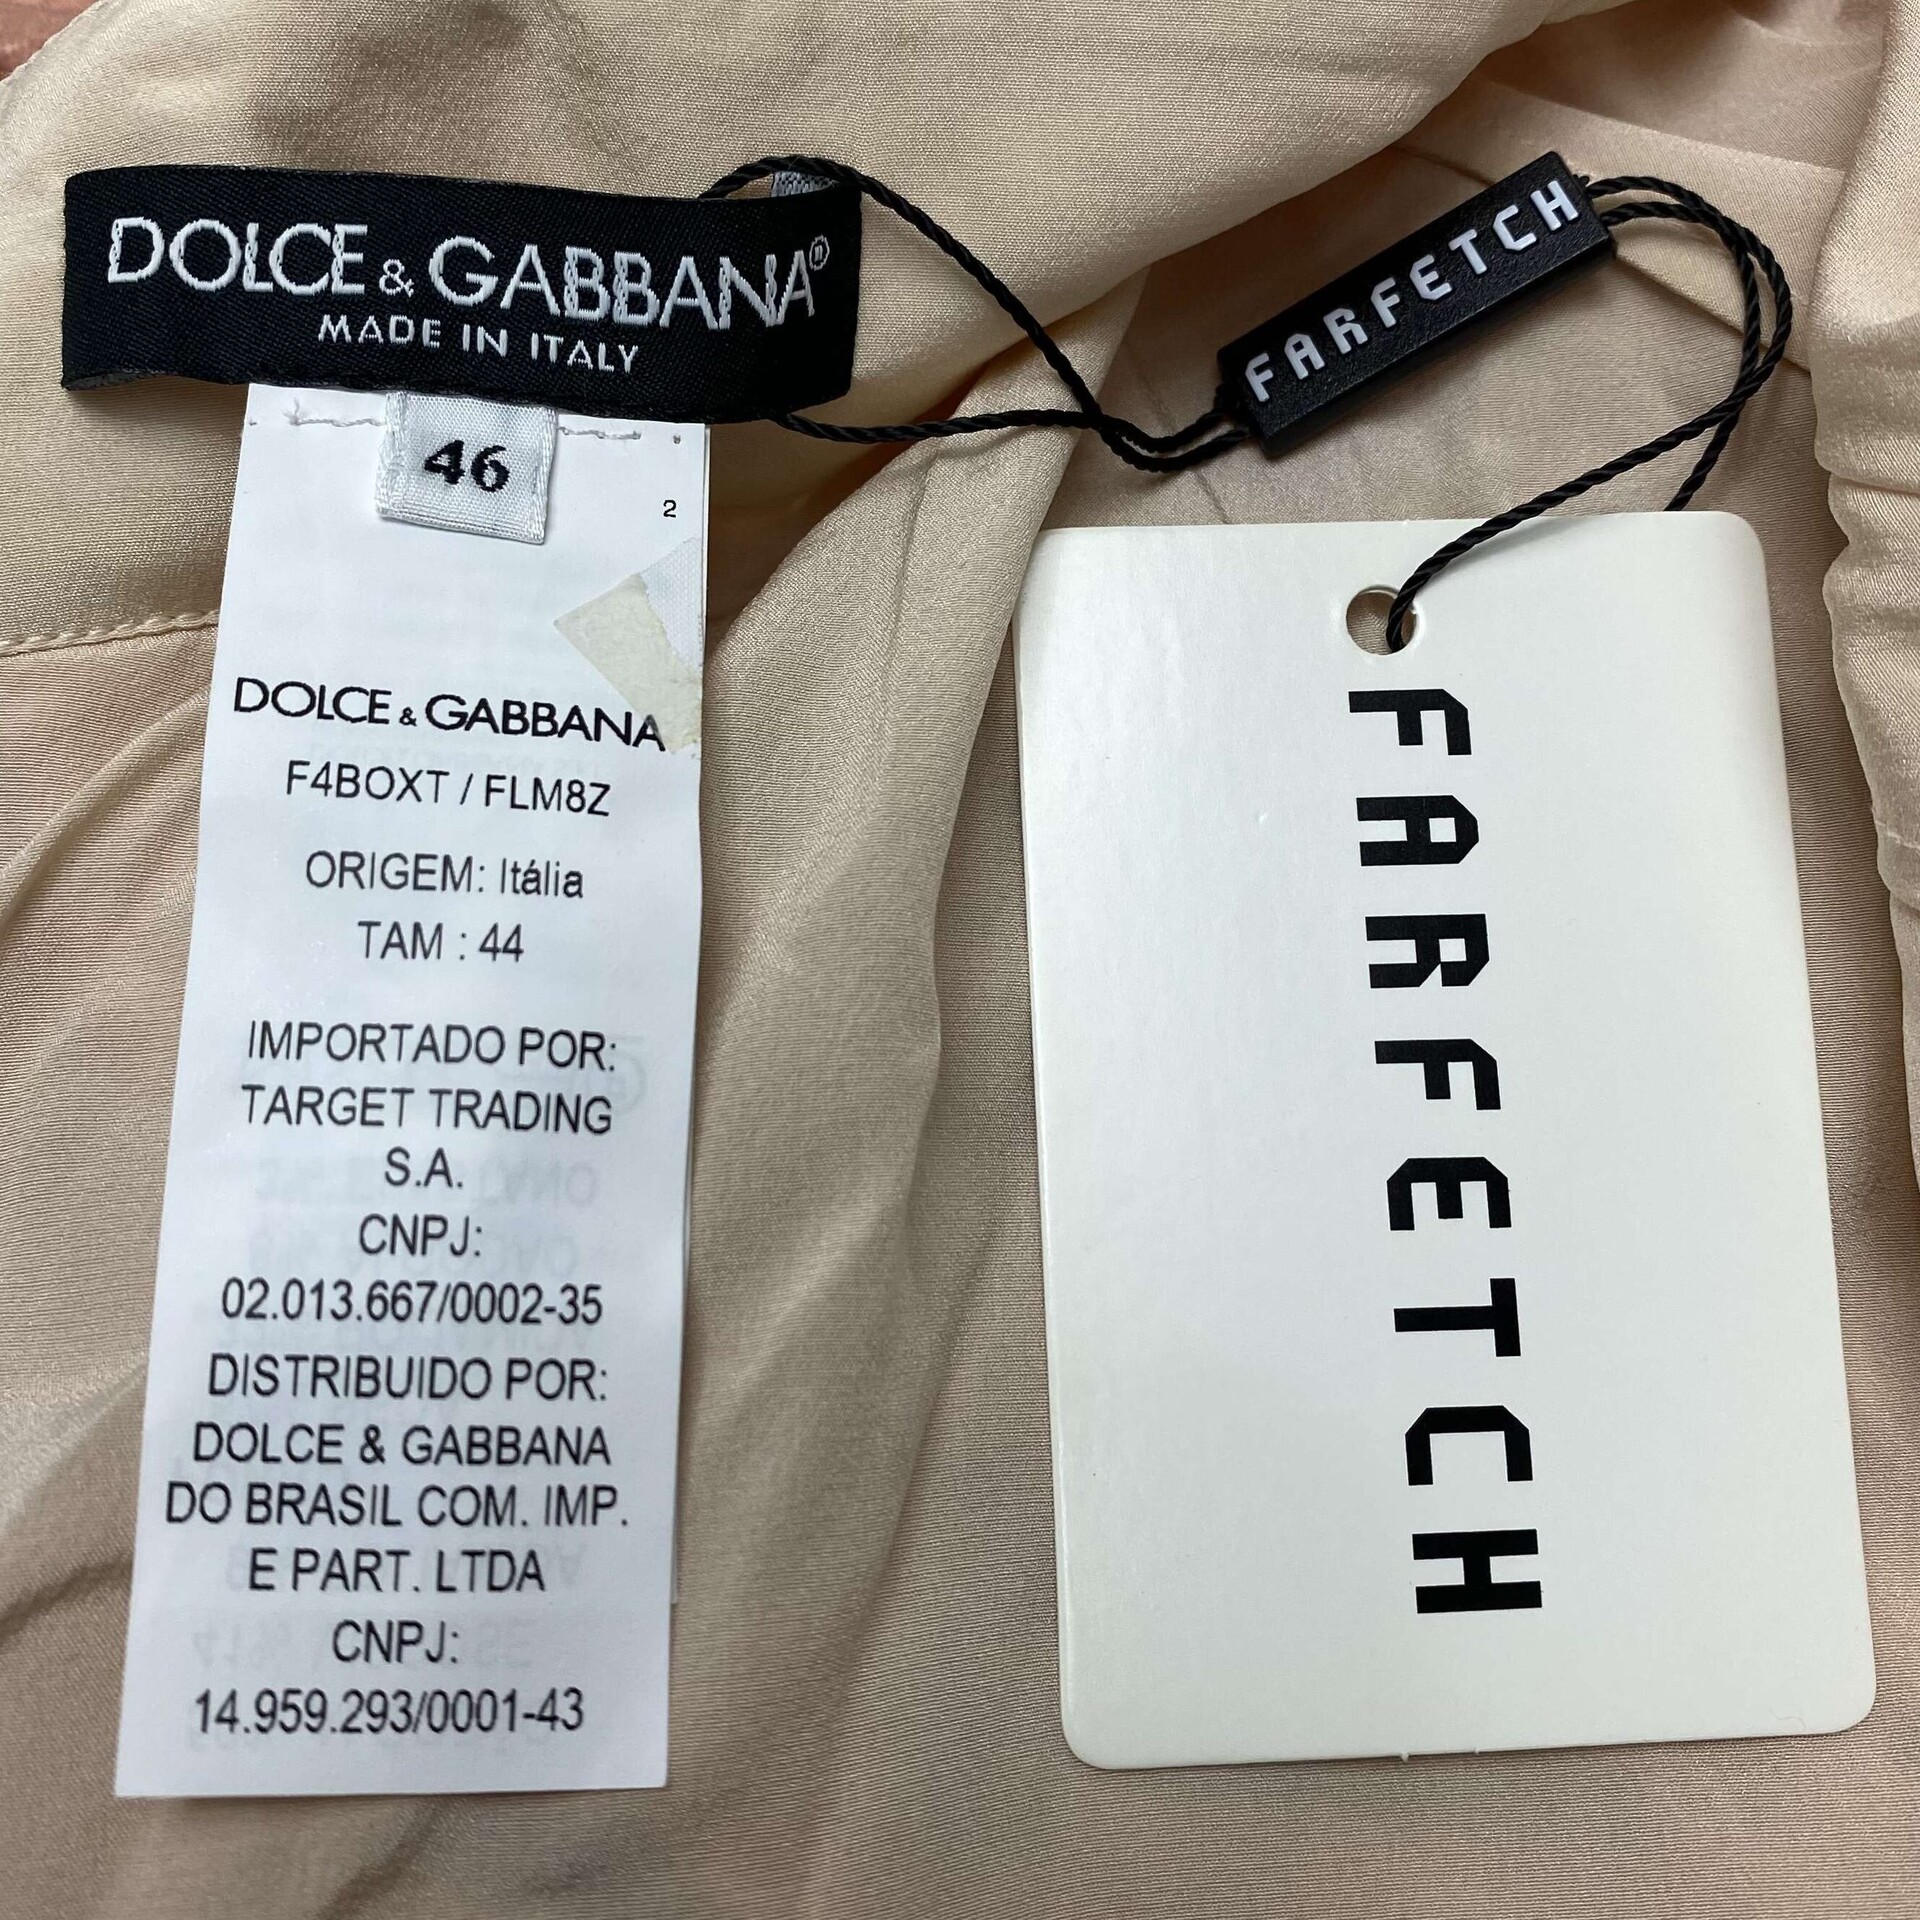 DOLCE & GABBANA®
MADE IN ITALY
46
2
DOLCE & GABBANA
F4BOXT / FLM8Z
ORIGEM: Itália
TAM : 44
IMPORTADO POR:
TARGET TRADING
S.A.
CNPJ:
02.013.667/0002-35
DISTRIBUIDO POR:
DOLCE & GABBANA
DO BRASIL COM. IMP.
E PART. LTDA
CNPJ:
14.959.293/0001-43
FARFETCH
FARFETCH